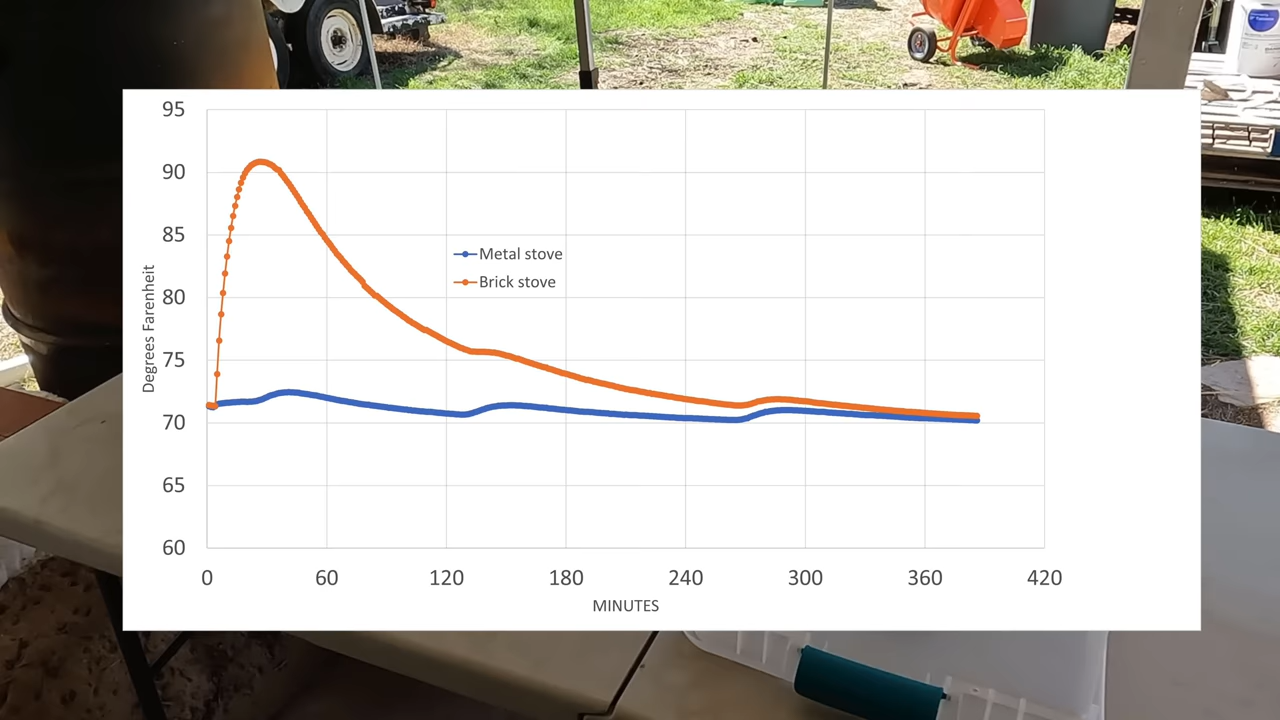 95
90
85
80
75
70
65
60
Degrees Farenheit
Metal stove
Brick stove
0 60 120 180 240 300 360 420
MINUTES